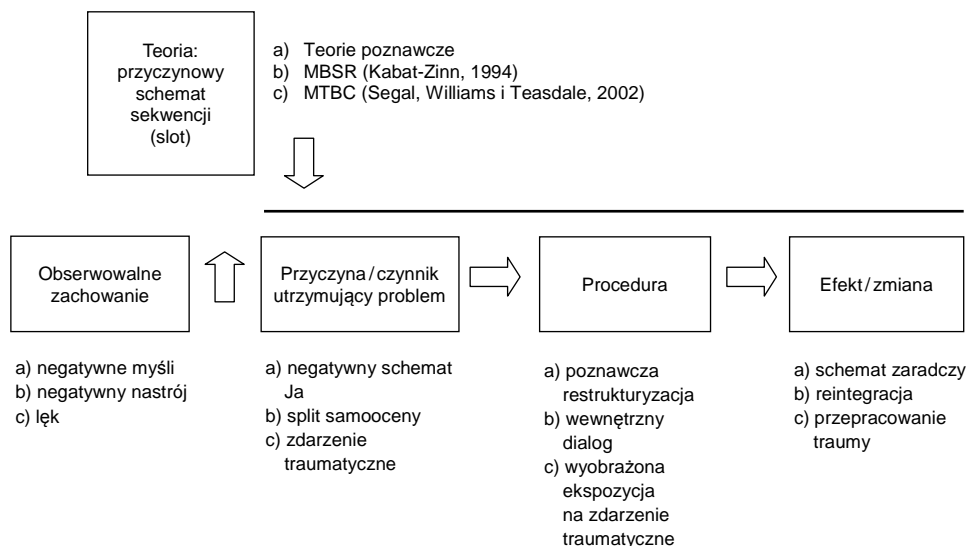 Teoria:
przyczynowy
schemat
sekwencji
(slot)
a) Teorie poznawcze
b) MBSR (Kabat-Zinn, 1994)
c) MTBC (Segal, Williams i Teasdale, 2002)
Obserwowalne
zachowanie
Przyczyna/czynnik
utrzymujący problem
Procedura
Efekt/zmiana
a) negatywne myśli
b) negatywny nastrój
c) lęk
a) negatywny schemat
Ja
b) split samooceny
c) zdarzenie
traumatyczne
a) poznawcza
restrukturyzacja
b) wewnętrzny
dialog
c) wyobrażona
ekspozycja
na zdarzenie
traumatyczne
a) schemat zaradczy
b) reintegracja
c) przepracowanie
traumy